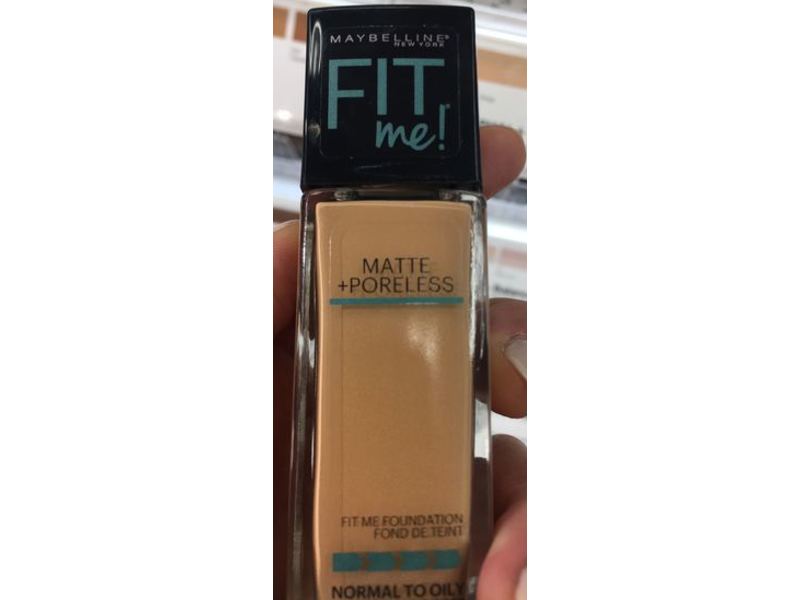 MAYBELLINE®
NEW YORK
FIT
me!®
MATTE
+PORELESS
FIT ME FOUNDATION
FOND DE TEINT
NORMAL TO OILY